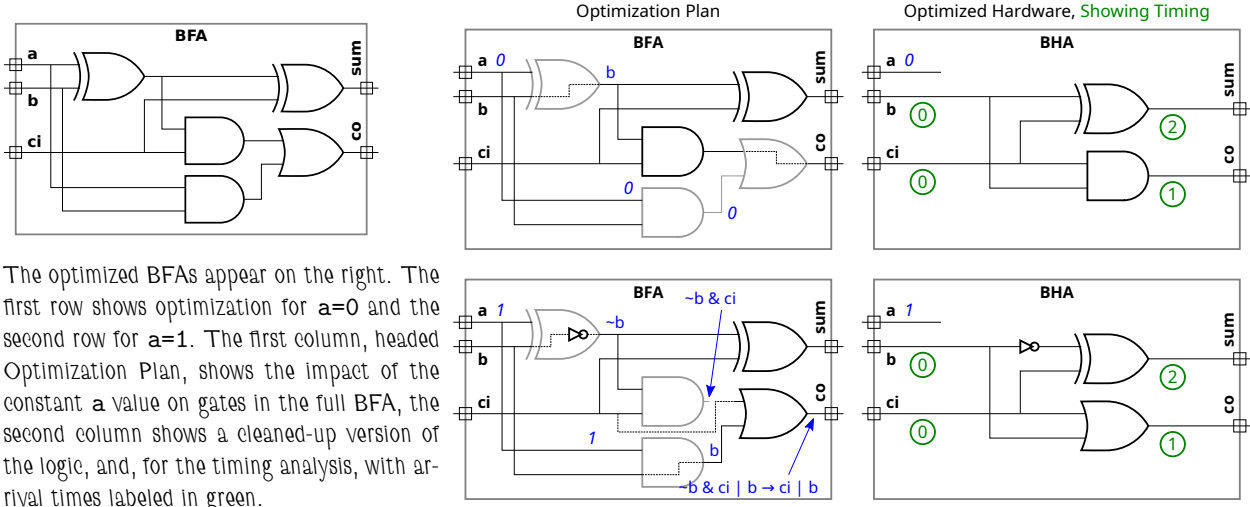 BFA
a
b
ci
sum
co
The optimized BFAs appear on the right. The
first row shows optimization for a=0 and the
second row for a=1. The first column, headed
Optimization Plan, shows the impact of the
constant a value on gates in the full BFA, the
second column shows a cleaned-up version of
the logic, and, for the timing analysis, with ar-
rival times labeled in green.
Optimization Plan
BFA
a 0
b
b
ci
0
0
sum
co
Optimized Hardware, Showing Timing
BHA
a 0
b
0
ci
0
sum
2
co
1
BFA
~b & ci
a 1
~b
b
ci
1
b
~b & ci | b → ci | b
sum
co
BHA
a 1
b
0
ci
0
sum
2
co
1